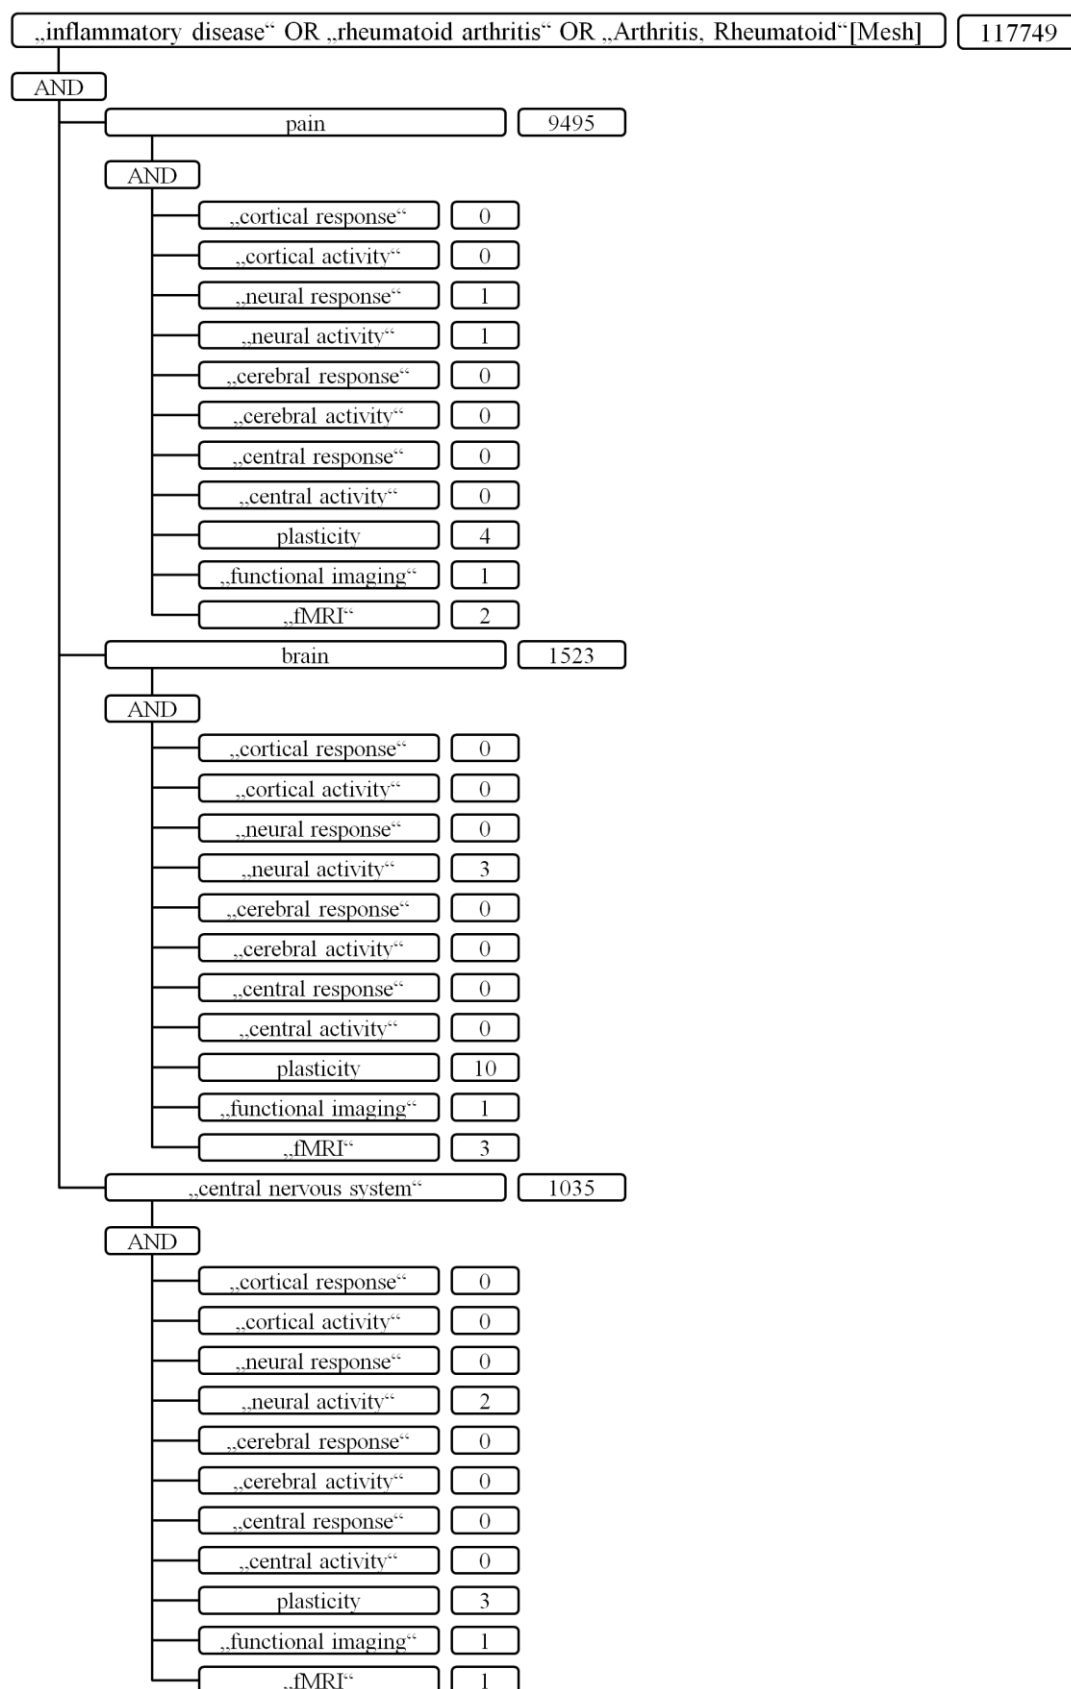 „inflammatory disease“ OR „rheumatoid arthritis“ OR „Arthritis, Rheumatoid“[Mesh] 117749
AND
pain 9495
AND
„cortical response“ 0
„cortical activity“ 0
„neural response“ 1
„neural activity“ 1
„cerebral response“ 0
„cerebral activity“ 0
„central response“ 0
„central activity“ 0
plasticity 4
„functional imaging“ 1
„fMRI“ 2
brain 1523
AND
„cortical response“ 0
„cortical activity“ 0
„neural response“ 0
„neural activity“ 3
„cerebral response“ 0
„cerebral activity“ 0
„central response“ 0
„central activity“ 0
plasticity 10
„functional imaging“ 1
„fMRI“ 3
„central nervous system“ 1035
AND
„cortical response“ 0
„cortical activity“ 0
„neural response“ 0
„neural activity“ 2
„cerebral response“ 0
„cerebral activity“ 0
„central response“ 0
„central activity“ 0
plasticity 3
„functional imaging“ 1
„fMRI“ 1